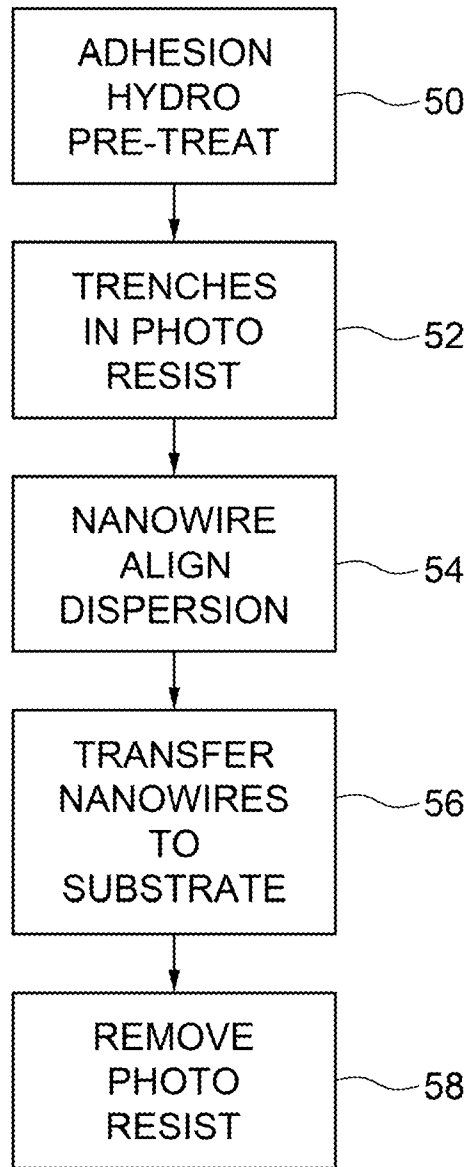 ADHESION
HYDRO
PRE-TREAT
50
TRENCHES
IN PHOTO
RESIST
52
NANOWIRE
ALIGN
DISPERSION
54
TRANSFER
NANOWIRES
TO
SUBSTRATE
56
REMOVE
PHOTO
RESIST
58